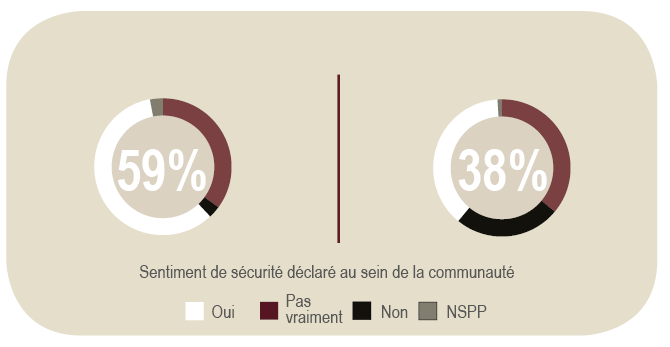 59%
38%
Sentiment de sécurité déclaré au sein de la communauté
Oui
Pas
vraiment
Non
NSPP